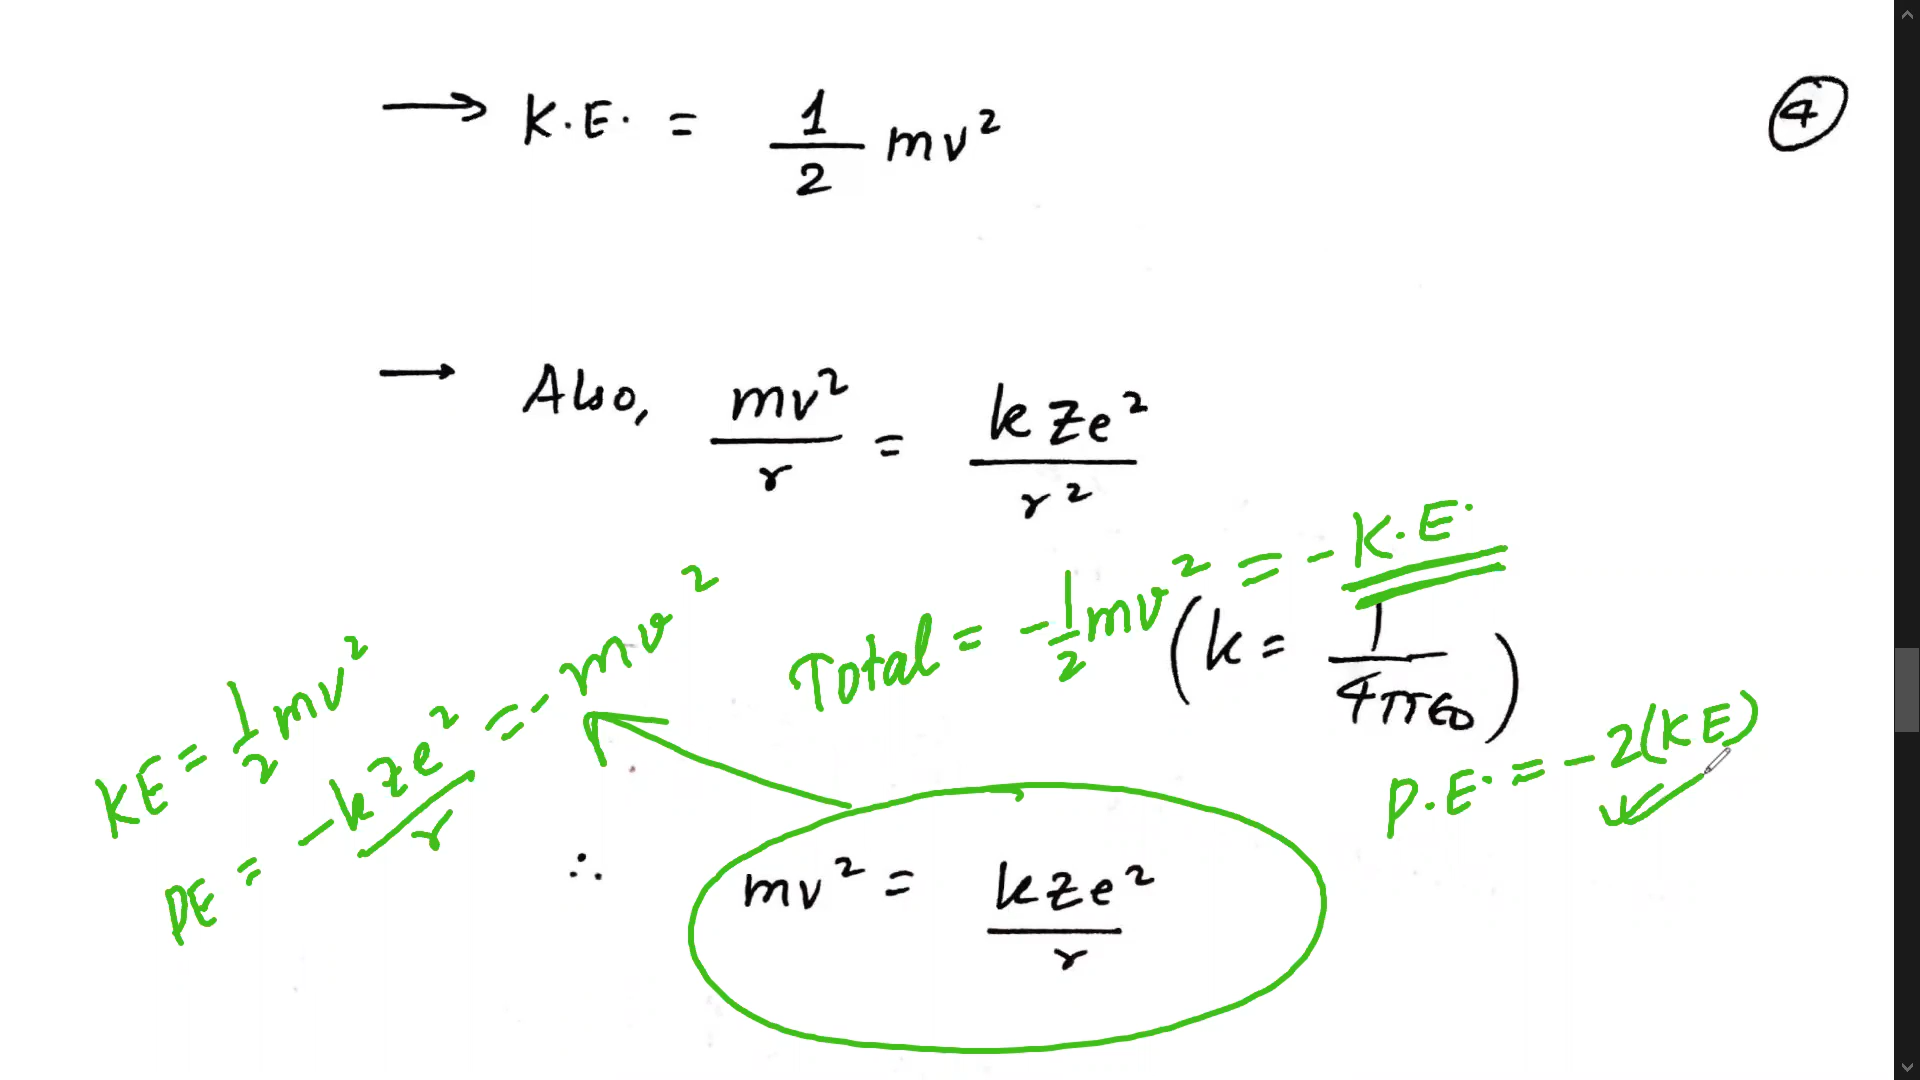 → K.E. = 1/2 mv²
4
→ Also, mv²/r = kZe²/r²
Total = -1/2 mv² = -K.E.
(k = 1/4πϵ0)
KE = 1/2 mv²
PE = -kZe²/r = -mv²
P.E. = -2(KE)
∴ mv² = kZe²/r